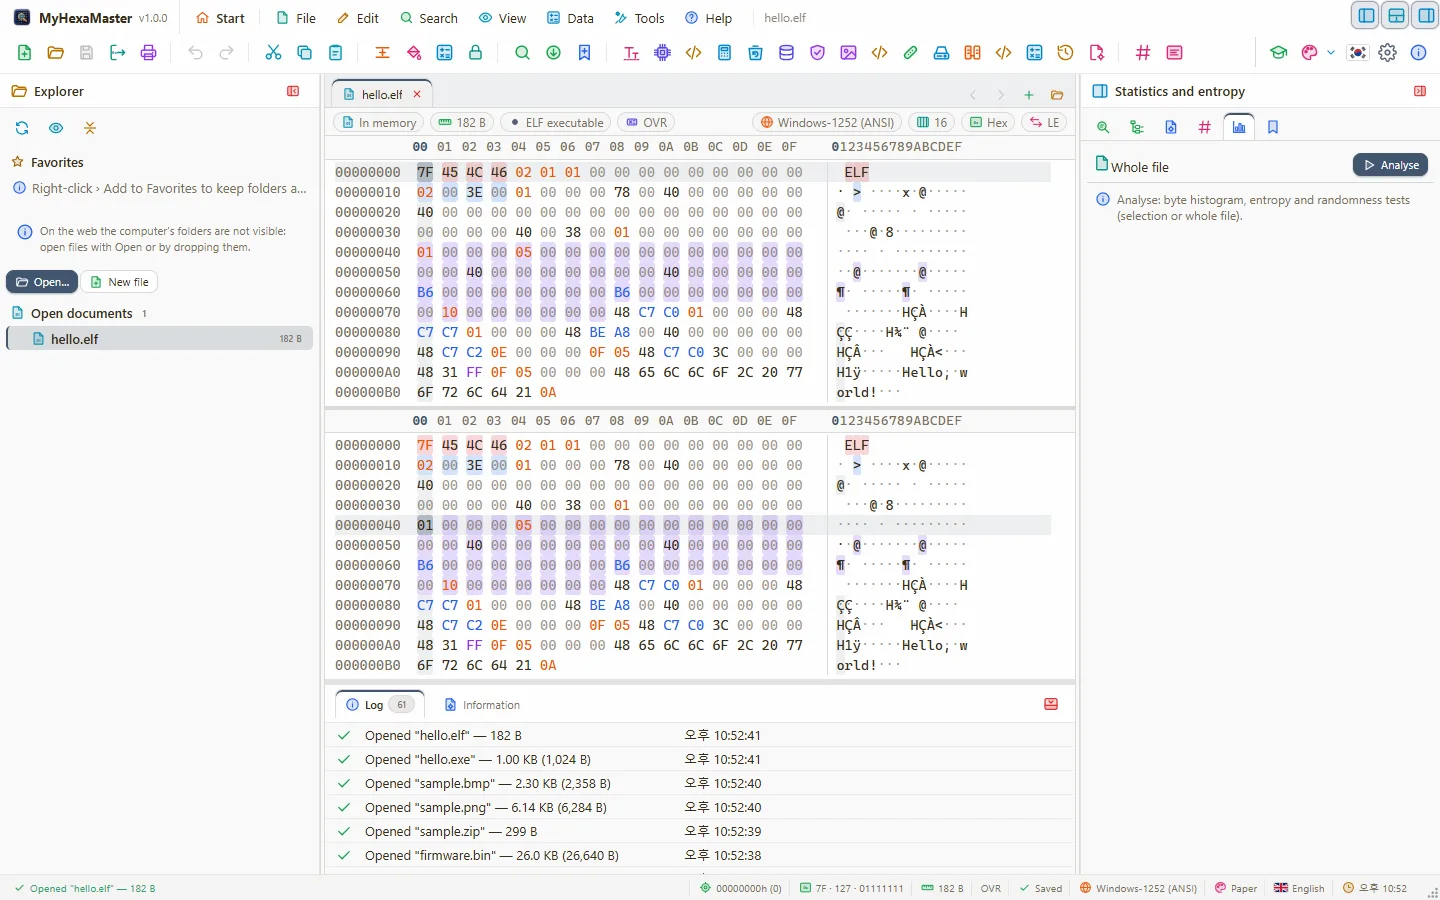 MyHexaMaster v1.0.0 Start File Edit Search View Data Tools Help hello.elf
Explorer
Favorites
Right-click › Add to Favorites to keep folders a...
On the web the computer's folders are not visible:
open files with Open or by dropping them.
Open... New file
Open documents 1
hello.elf 182 B
hello.elf
In memory 182 B ELF executable OVR Windows-1252 (ANSI) 16 Hex LE
00 01 02 03 04 05 06 07 08 09 0A 0B 0C 0D 0E 0F 0123456789ABCDEF
00000000 7F 45 4C 46 02 01 01 00 00 00 00 00 00 00 00 00 ELF
00000010 02 00 3E 00 01 00 00 00 78 00 40 00 00 00 00 00 · > ····x·@·····
00000020 40 00 00 00 00 00 00 00 00 00 00 00 00 00 00 00 @· ····· · ·····
00000030 00 00 00 00 40 00 38 00 01 00 00 00 00 00 00 00 ···@·8·········
00000040 01 00 00 00 05 00 00 00 00 00 00 00 00 00 00 00 ···· · ·········
00000050 00 00 40 00 00 00 00 00 00 00 40 00 00 00 00 00 ··@·······@·····
00000060 B6 00 00 00 00 00 00 00 B6 00 00 00 00 00 00 00 ¶· ·····¶·······
00000070 00 10 00 00 00 00 00 00 48 C7 C0 01 00 00 00 48 ·······HÇÀ···· H
00000080 C7 C7 01 00 00 00 48 BE A8 00 40 00 00 00 00 00 ÇÇ····H¾¨·@·····
00000090 48 C7 C2 0E 00 00 00 0F 05 48 C7 C0 3C 00 00 00 HÇÂ··· HÇÀ<···
000000A0 48 31 FF 0F 05 00 00 00 48 65 6C 6C 6F 2C 20 77 H1ÿ·····Hello,·w
000000B0 6F 72 6C 64 21 0A orld!···
00 01 02 03 04 05 06 07 08 09 0A 0B 0C 0D 0E 0F 0123456789ABCDEF
00000000 7F 45 4C 46 02 01 01 00 00 00 00 00 00 00 00 00 ELF
00000010 02 00 3E 00 01 00 00 00 78 00 40 00 00 00 00 00 · > ····x·@·····
00000020 40 00 00 00 00 00 00 00 00 00 00 00 00 00 00 00 @· ····· · ·····
00000030 00 00 00 00 40 00 38 00 01 00 00 00 00 00 00 00 ···@·8·········
00000040 01 00 00 00 05 00 00 00 00 00 00 00 00 00 00 00 ···· · ·········
00000050 00 00 40 00 00 00 00 00 00 00 40 00 00 00 00 00 ··@·······@·····
00000060 B6 00 00 00 00 00 00 00 B6 00 00 00 00 00 00 00 ¶· ·····¶·······
00000070 00 10 00 00 00 00 00 00 48 C7 C0 01 00 00 00 48 ·······HÇÀ···· H
00000080 C7 C7 01 00 00 00 48 BE A8 00 40 00 00 00 00 00 ÇÇ····H¾¨·@·····
00000090 48 C7 C2 0E 00 00 00 0F 05 48 C7 C0 3C 00 00 00 HÇÂ··· HÇÀ<···
000000A0 48 31 FF 0F 05 00 00 00 48 65 6C 6C 6F 2C 20 77 H1ÿ·····Hello,·w
000000B0 6F 72 6C 64 21 0A orld!···
Log 61 Information
Opened "hello.elf" — 182 B 오후 10:52:41
Opened "hello.exe" — 1.00 KB (1,024 B) 오후 10:52:41
Opened "sample.bmp" — 2.30 KB (2,358 B) 오후 10:52:40
Opened "sample.png" — 6.14 KB (6,284 B) 오후 10:52:40
Opened "sample.zip" — 299 B 오후 10:52:39
Opened "firmware.bin" — 26.0 KB (26,640 B) 오후 10:52:38
Statistics and entropy
Whole file Analyse
Analyse: byte histogram, entropy and randomness tests
(selection or whole file).
Opened "hello.elf" — 182 B 00000000h (0) 7F · 127 · 01111111 182 B OVR Saved Windows-1252 (ANSI) Paper English 오후 10:52